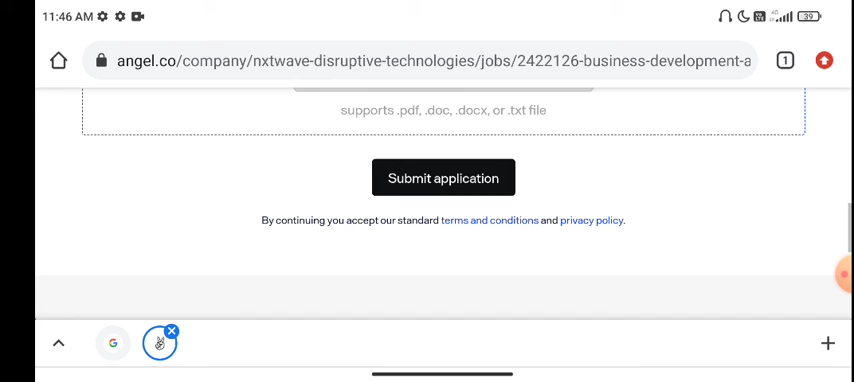 11:46 AM
4G
39
angel.co/company/nxtwave-disruptive-technologies/jobs/2422126-business-development-a
1
supports .pdf, .doc, .docx, or .txt file
Submit application
By continuing you accept our standard terms and conditions and privacy policy.